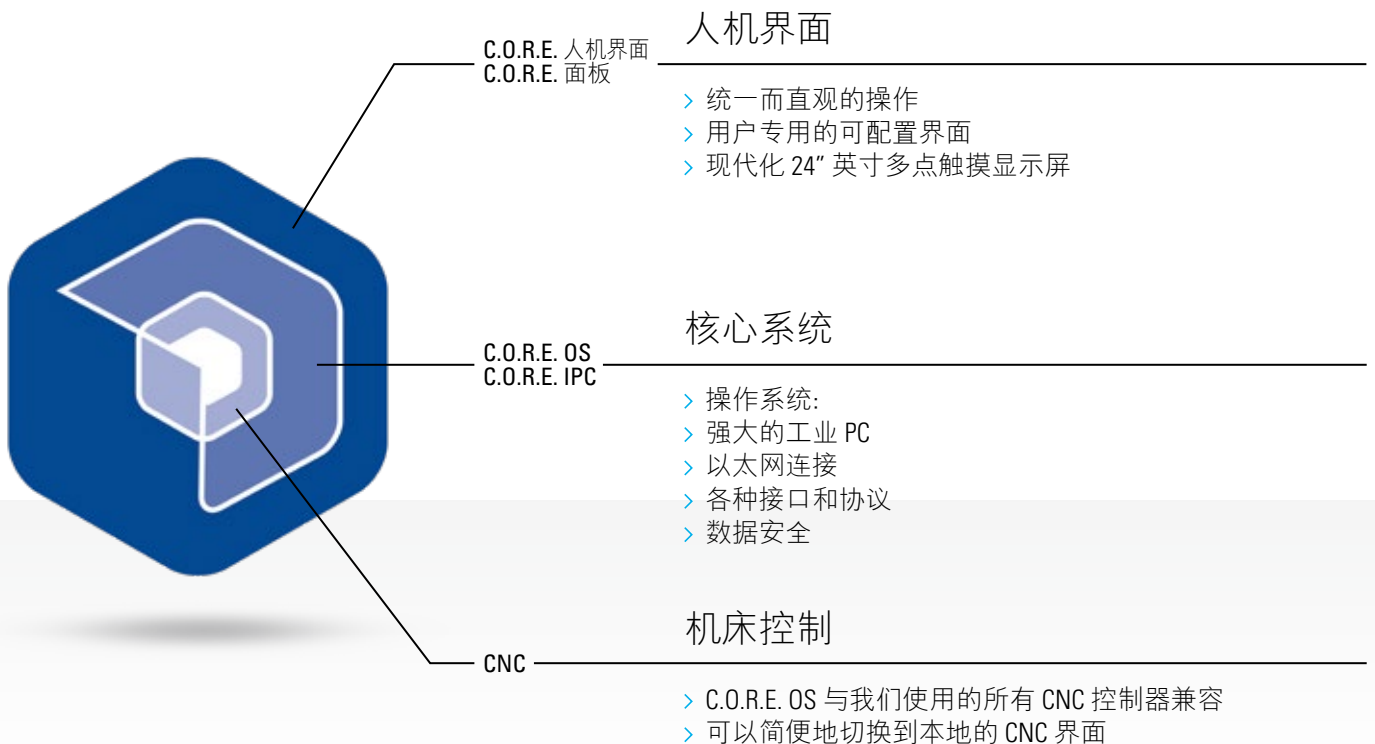 人机界面
C.O.R.E. 人机界面
C.O.R.E. 面板
> 统一而直观的操作
> 用户专用的可配置界面
> 现代化 24” 英寸多点触摸显示屏
核心系统
C.O.R.E. OS
C.O.R.E. IPC
> 操作系统:
> 强大的工业 PC
> 以太网连接
> 各种接口和协议
> 数据安全
机床控制
CNC
> C.O.R.E. OS 与我们使用的所有 CNC 控制器兼容
> 可以简便地切换到本地的 CNC 界面